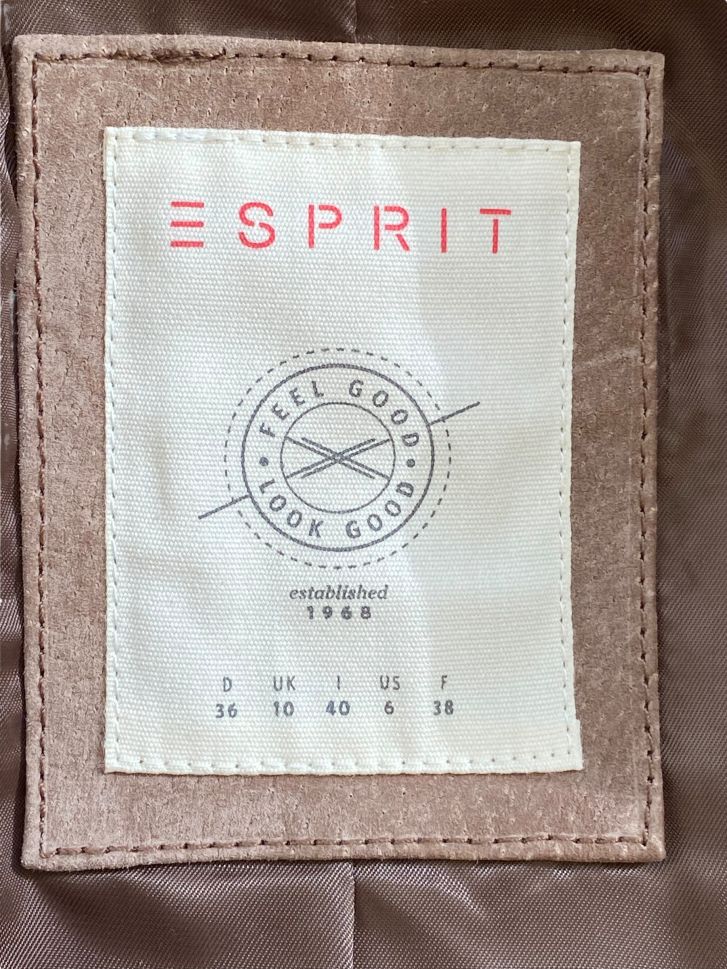 ESPRIT
FEEL GOOD
LOOK GOOD
established
1968
D UK I US F
36 10 40 6 38